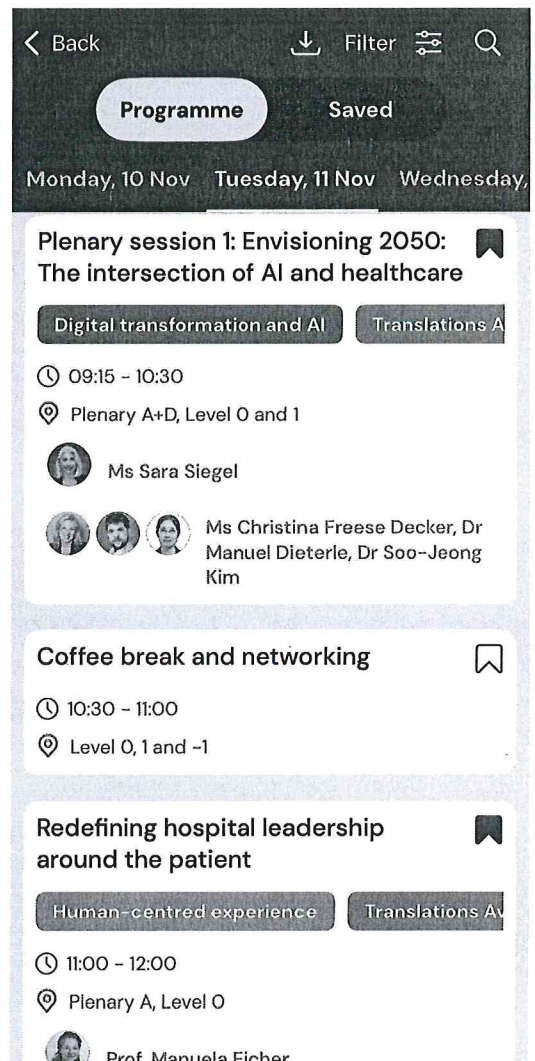 Back Filter
Programme Saved
Monday, 10 Nov Tuesday, 11 Nov Wednesday,
Plenary session 1: Envisioning 2050:
The intersection of AI and healthcare
Digital transformation and AI Translations A
09:15 - 10:30
Plenary A+D, Level 0 and 1
Ms Sara Siegel
Ms Christina Freese Decker, Dr
Manuel Dieterle, Dr Soo-Jeong
Kim
Coffee break and networking
10:30 - 11:00
Level 0, 1 and -1
Redefining hospital leadership
around the patient
Human-centred experience Translations Av
11:00 - 12:00
Plenary A, Level 0
Prof. Manuela Eicher